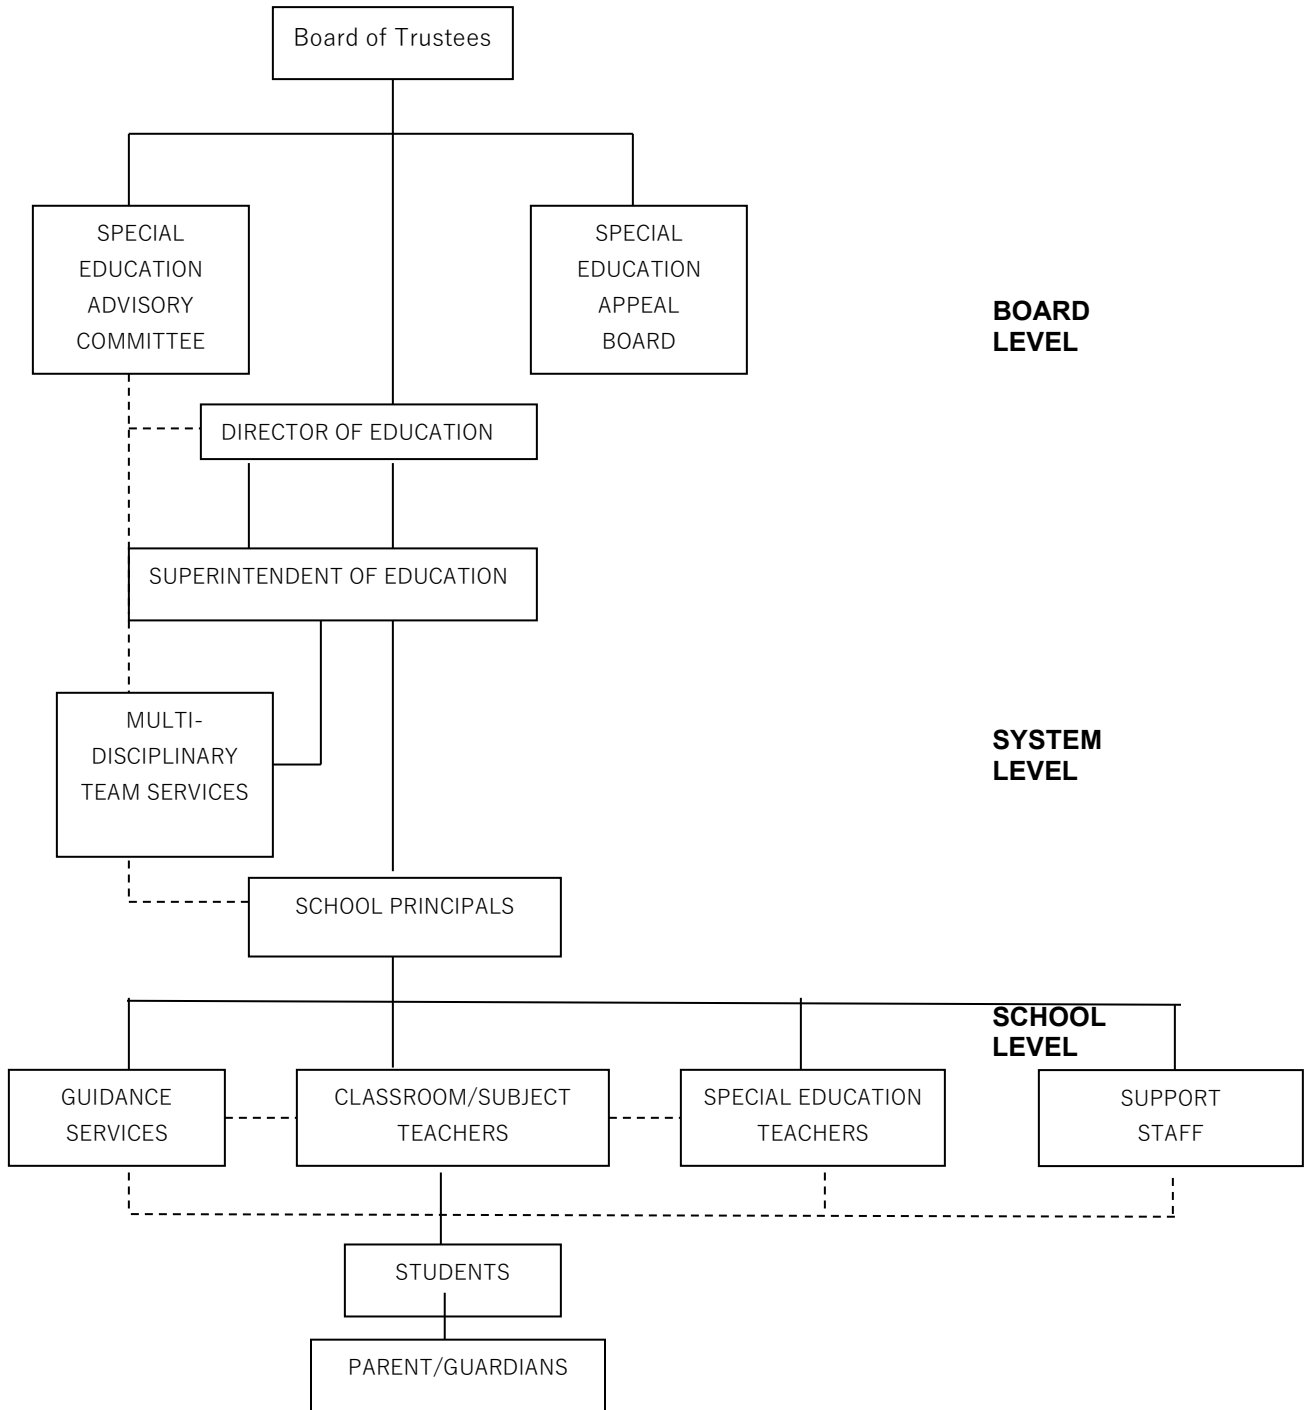 Board of Trustees
SPECIAL
EDUCATION
ADVISORY
COMMITTEE
SPECIAL
EDUCATION
APPEAL
BOARD
BOARD
LEVEL
DIRECTOR OF EDUCATION
SUPERINTENDENT OF EDUCATION
MULTI-
DISCIPLINARY
TEAM SERVICES
SYSTEM
LEVEL
SCHOOL PRINCIPALS
SCHOOL
LEVEL
GUIDANCE
SERVICES
CLASSROOM/SUBJECT
TEACHERS
SPECIAL EDUCATION
TEACHERS
SUPPORT
STAFF
STUDENTS
PARENT/GUARDIANS